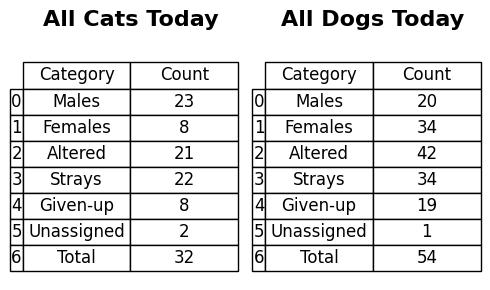 All Cats Today
Category Count
0 Males 23
1 Females 8
2 Altered 21
3 Strays 22
4 Given-up 8
5 Unassigned 2
6 Total 32
All Dogs Today
Category Count
0 Males 20
1 Females 34
2 Altered 42
3 Strays 34
4 Given-up 19
5 Unassigned 1
6 Total 54